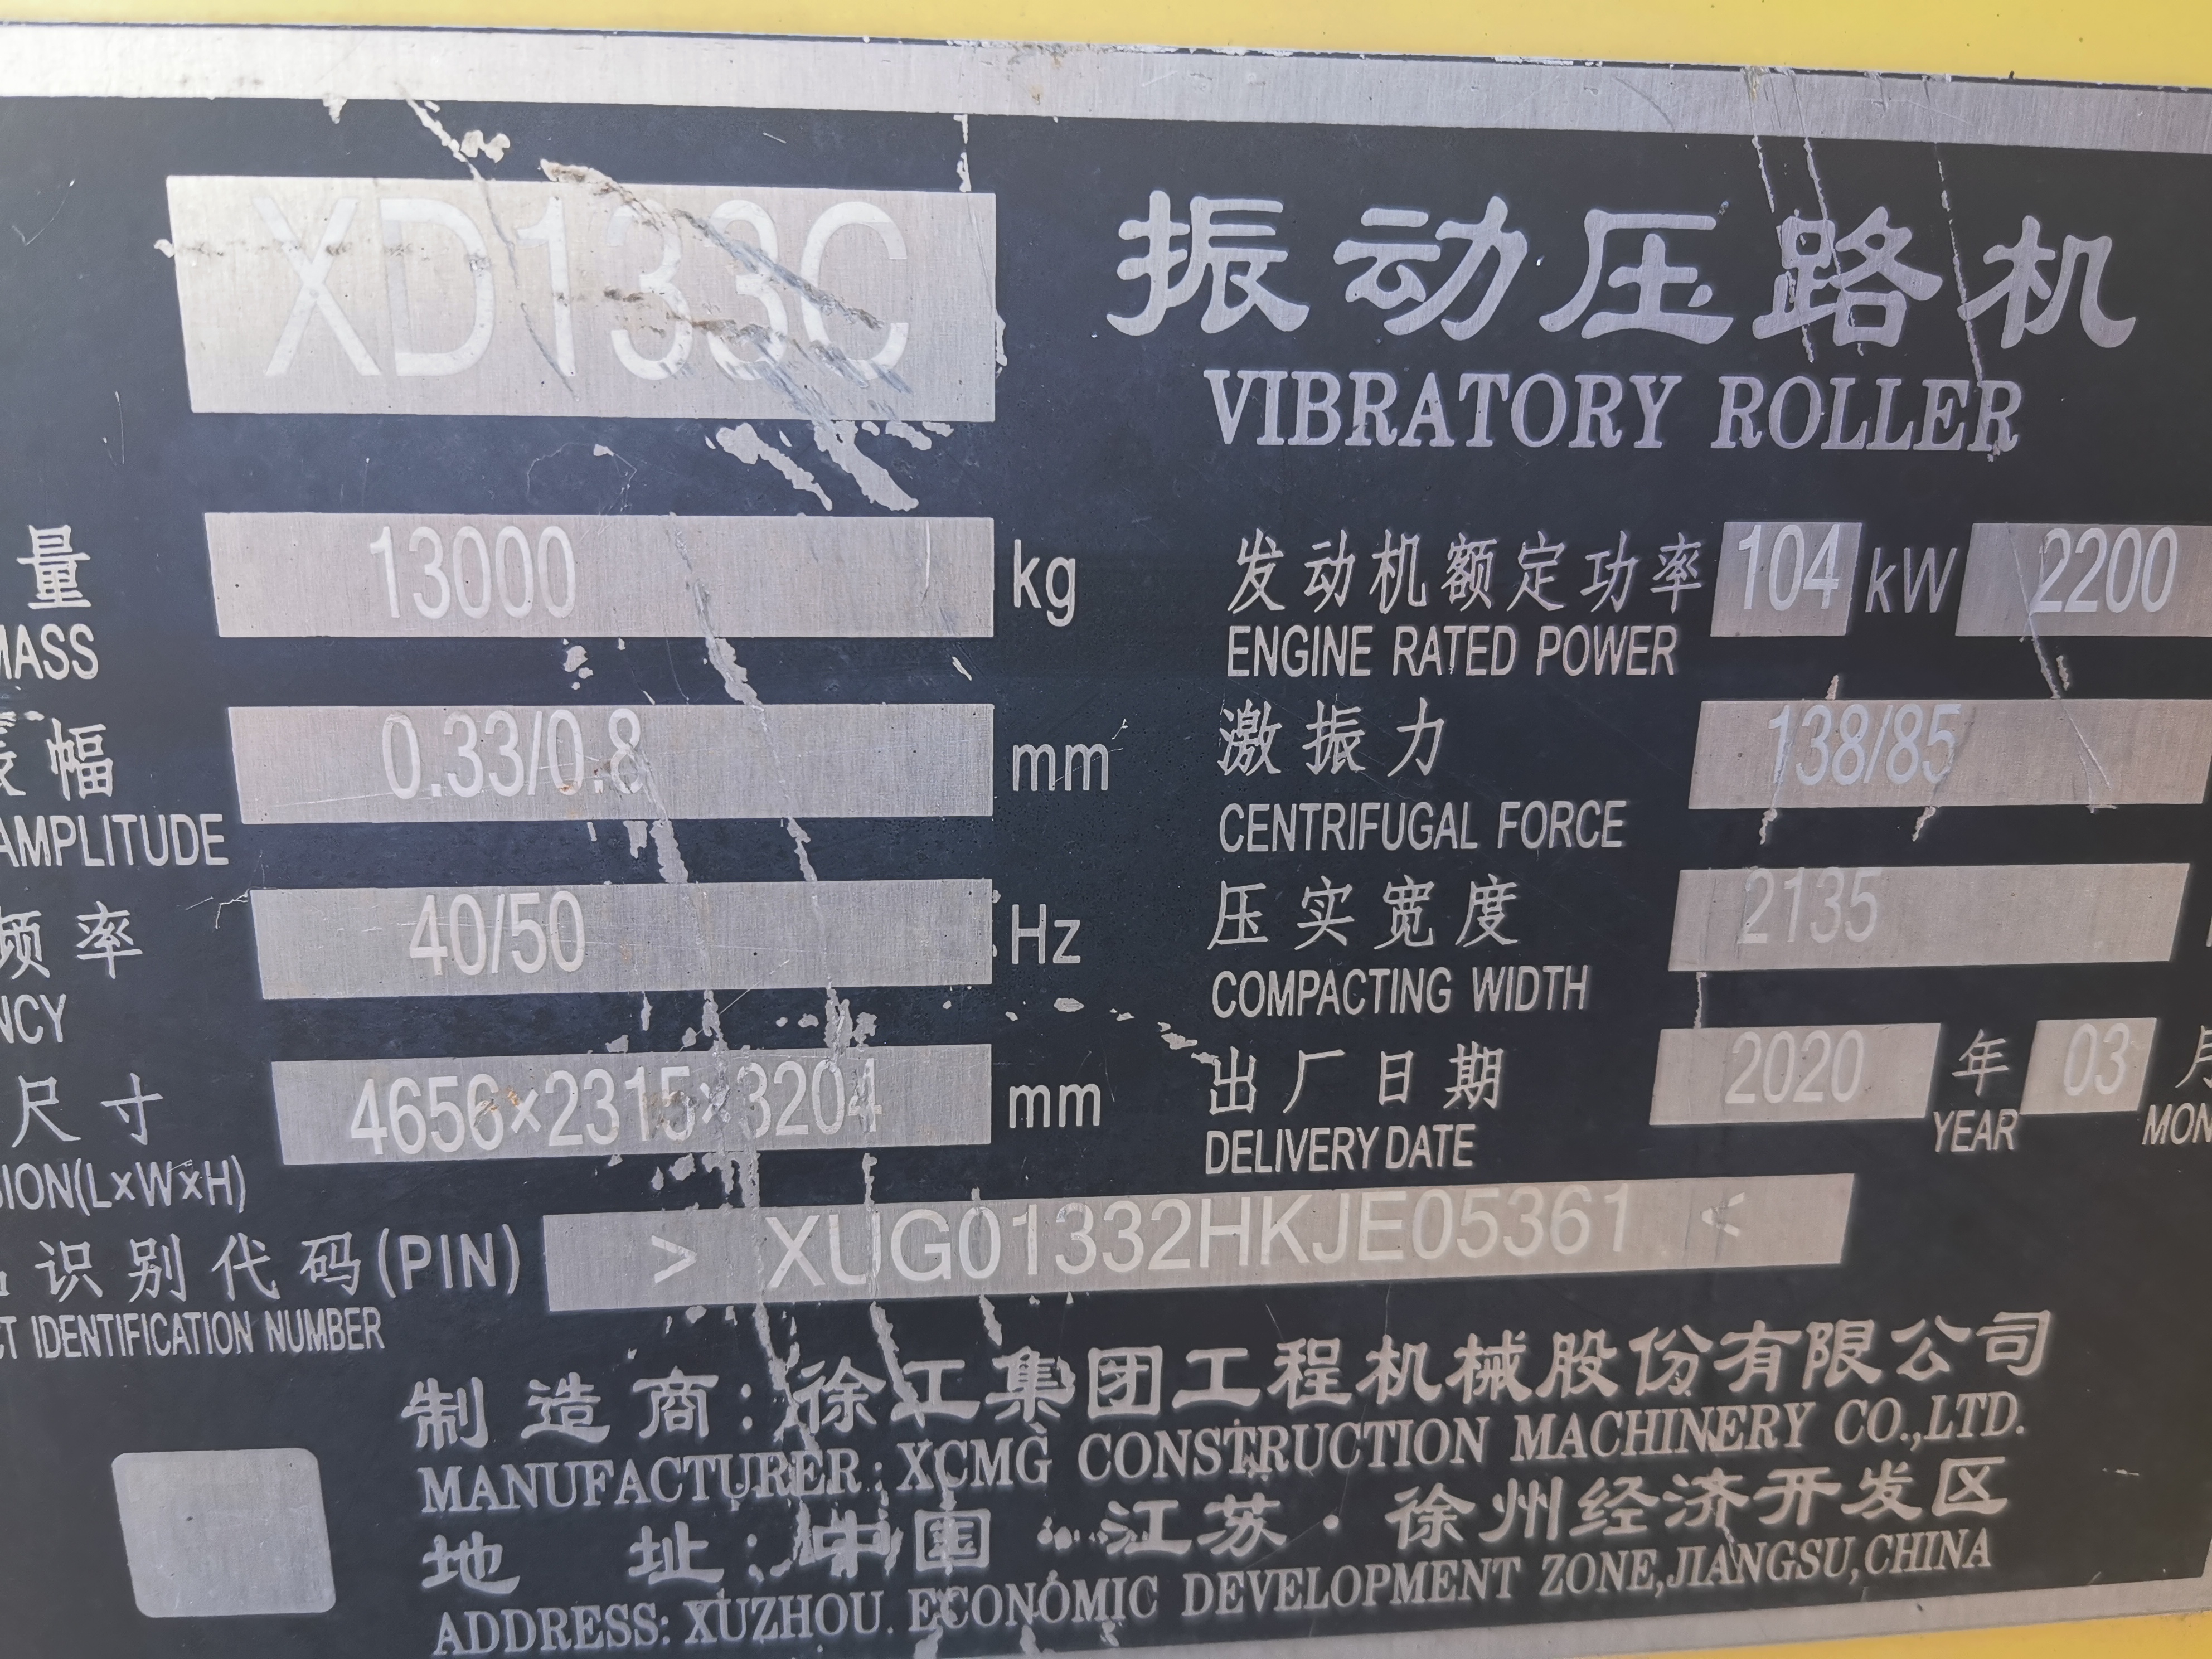 XD133C 振动压路机
VIBRATORY ROLLER
量 13000 kg 发动机额定功率 104 kW 2200
MASS ENGINE RATED POWER
振幅 0.33/0.8 mm 激振力 138/85
AMPLITUDE CENTRIFUGAL FORCE
频率 40/50 Hz 压实宽度 2135
NCY COMPACTING WIDTH
尺寸 4656×2315×3204 mm 出厂日期 2020 年 03 月
SION(L×W×H) DELIVERY DATE YEAR MON
识别代码(PIN) > XUG01332HKJE05361 <
CT IDENTIFICATION NUMBER
制造商:徐工集团工程机械股份有限公司
MANUFACTURER: XCMG CONSTRUCTION MACHINERY CO.,LTD.
地址:中国·江苏·徐州经济开发区
ADDRESS: XUZHOU. ECONOMIC DEVELOPMENT ZONE,JIANGSU,CHINA